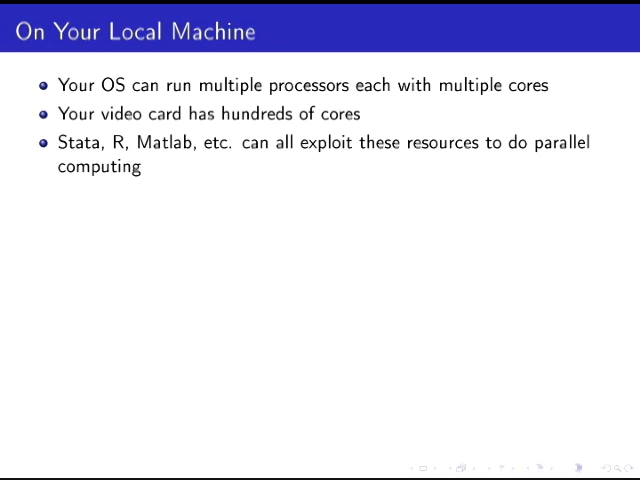 On Your Local Machine
Your OS can run multiple processors each with multiple cores
Your video card has hundreds of cores
Stata, R, Matlab, etc. can all exploit these resources to do parallel
computing